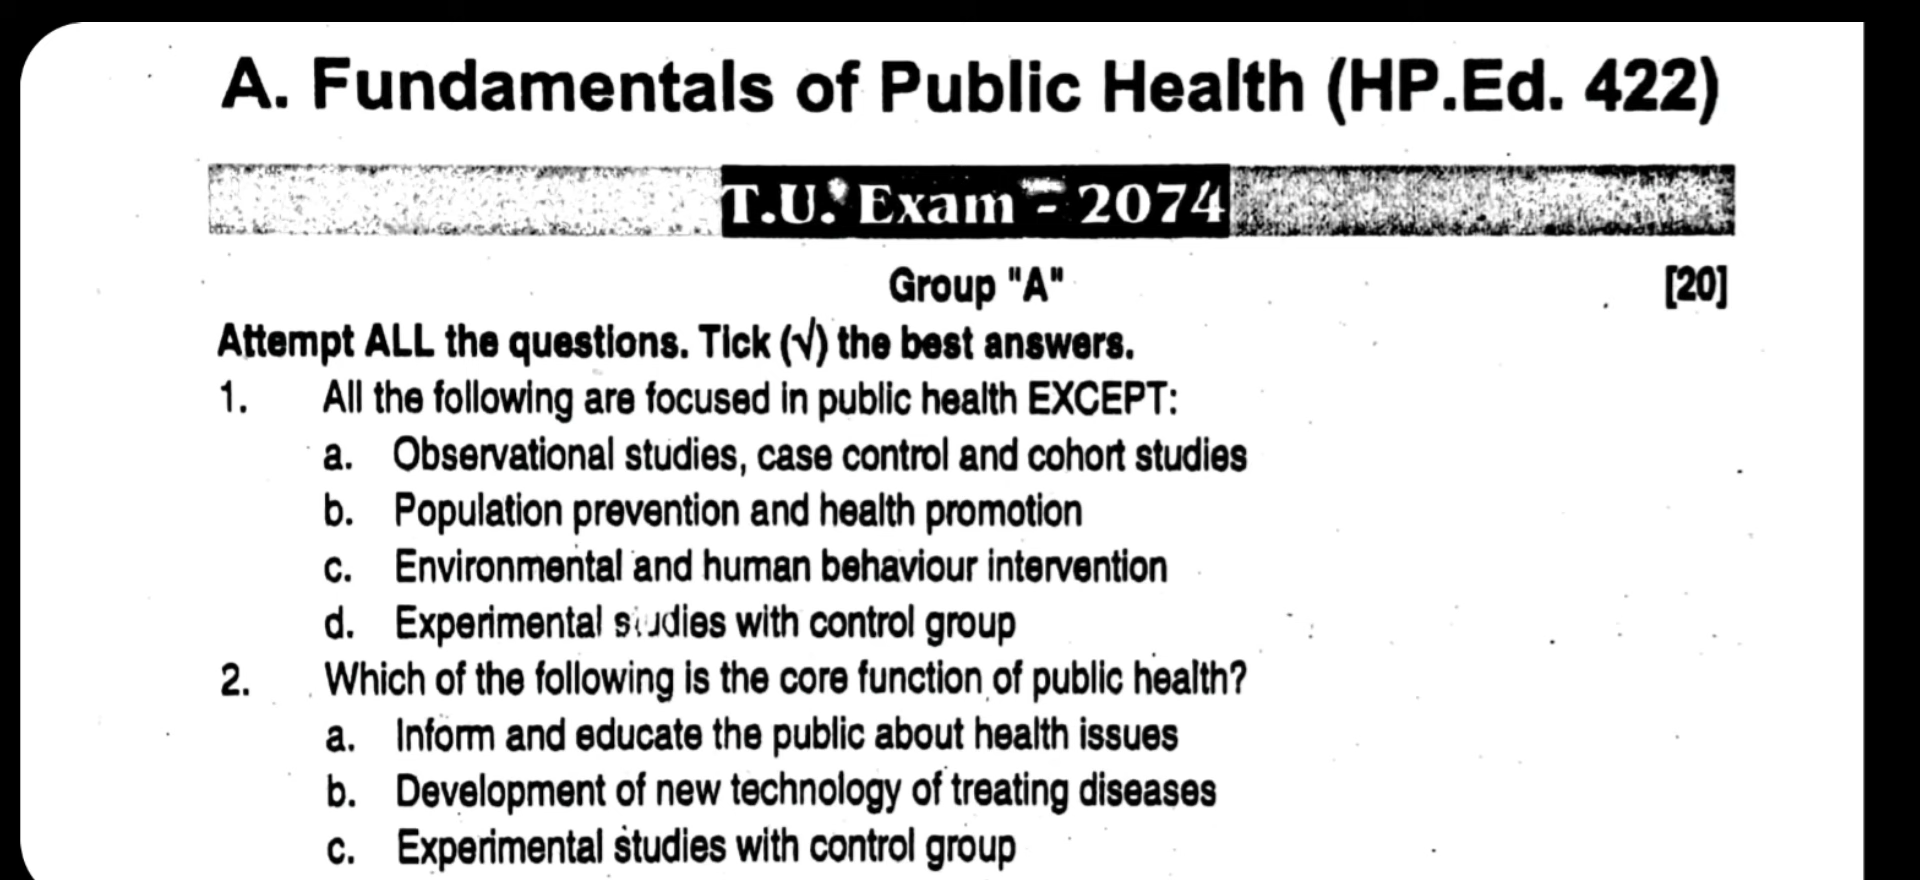 A. Fundamentals of Public Health (HP.Ed. 422)
T.U. Exam - 2074
Group "A" [20]
Attempt ALL the questions. Tick (√) the best answers.
1. All the following are focused in public health EXCEPT:
a. Observational studies, case control and cohort studies
b. Population prevention and health promotion
c. Environmental and human behaviour intervention
d. Experimental studies with control group
2. Which of the following is the core function of public health?
a. Inform and educate the public about health issues
b. Development of new technology of treating diseases
c. Experimental studies with control group